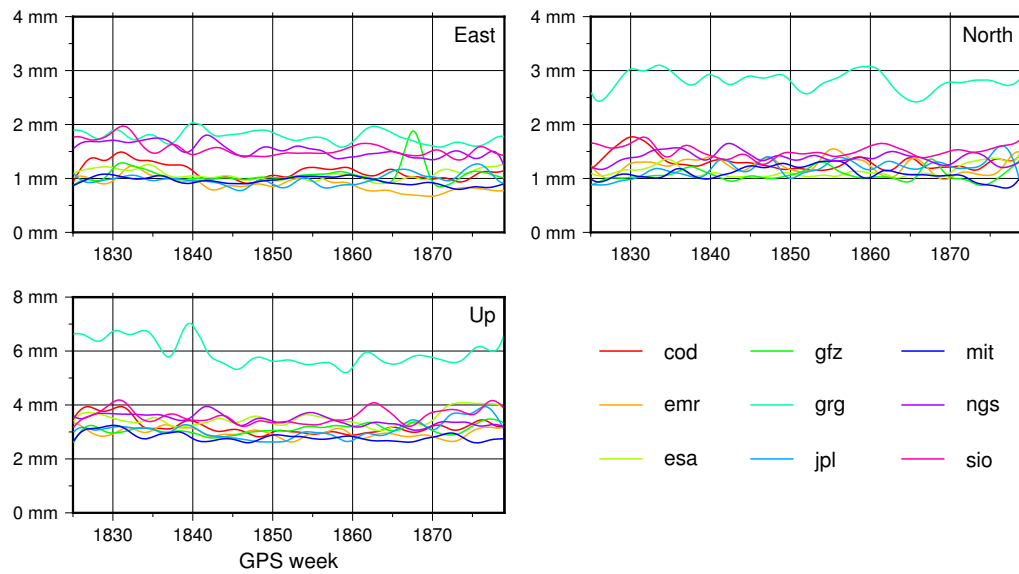 4 mm
3 mm
2 mm
1 mm
0 mm
1830 1840 1850 1860 1870
East
4 mm
3 mm
2 mm
1 mm
0 mm
1830 1840 1850 1860 1870
North
8 mm
6 mm
4 mm
2 mm
0 mm
1830 1840 1850 1860 1870
GPS week
Up
cod gfz mit
emr grg ngs
esa jpl sio